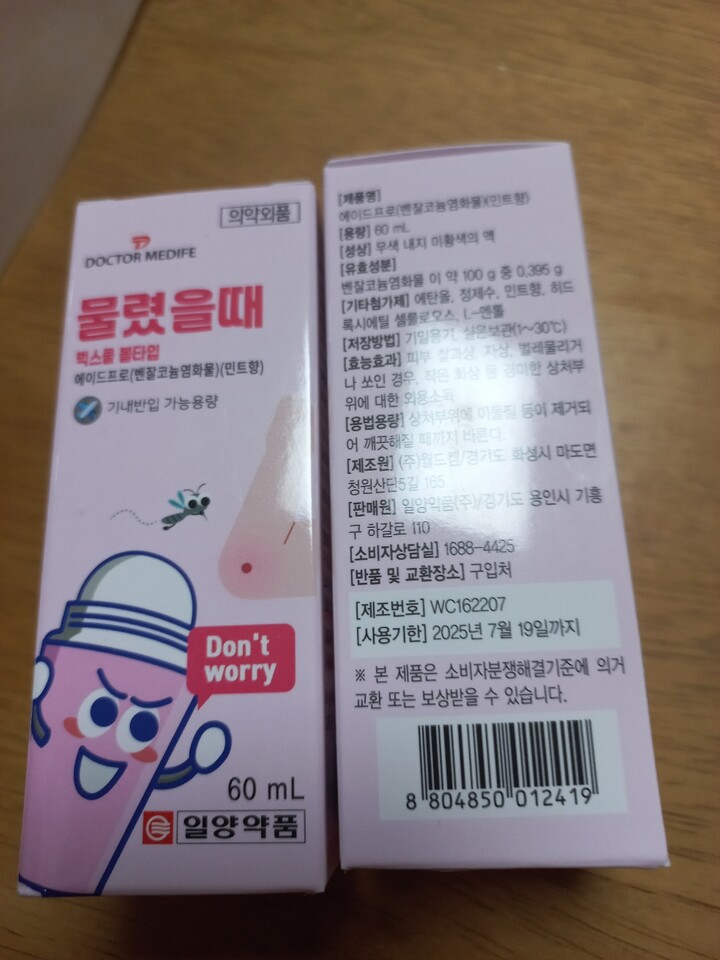 의약외품
DOCTOR MEDIFE
물렸을때
벅스쿨 볼타입
에이드프로(벤잘코늄염화물)(민트향)
기내반입 가능용량
Don't
worry
60 mL
일양약품
[제품명]
에이드프로(벤잘코늄염화물)(민트향)
[용량] 60 mL
[성상] 무색 내지 미황색의 액
[유효성분]
벤잘코늄염화물 이 약 100 g 중 0.395 g
[기타첨가제] 에탄올, 정제수, 민트향, 히드
록시에틸 셀룰로오스, L-멘톨
[저장방법] 기밀용기, 실온보관(1~30℃)
[효능효과] 피부 찰과상, 자상, 벌레물리거
나 쏘인 경우, 작은 화상 등 경미한 상처부
위에 대한 외용소독
[용법용량] 상처부위에 이물질 등이 제거되
어 깨끗해질 때까지 바른다.
[제조원] (주)월드켐/경기도 화성시 마도면
청원산단5길 165
[판매원] 일양약품(주)/경기도 용인시 기흥
구 하갈로 110
[소비자상담실] 1688-4425
[반품 및 교환장소] 구입처
[제조번호] WC162207
[사용기한] 2025년 7월 19일까지
※ 본 제품은 소비자분쟁해결기준에 의거
교환 또는 보상받을 수 있습니다.
8 804850 012419